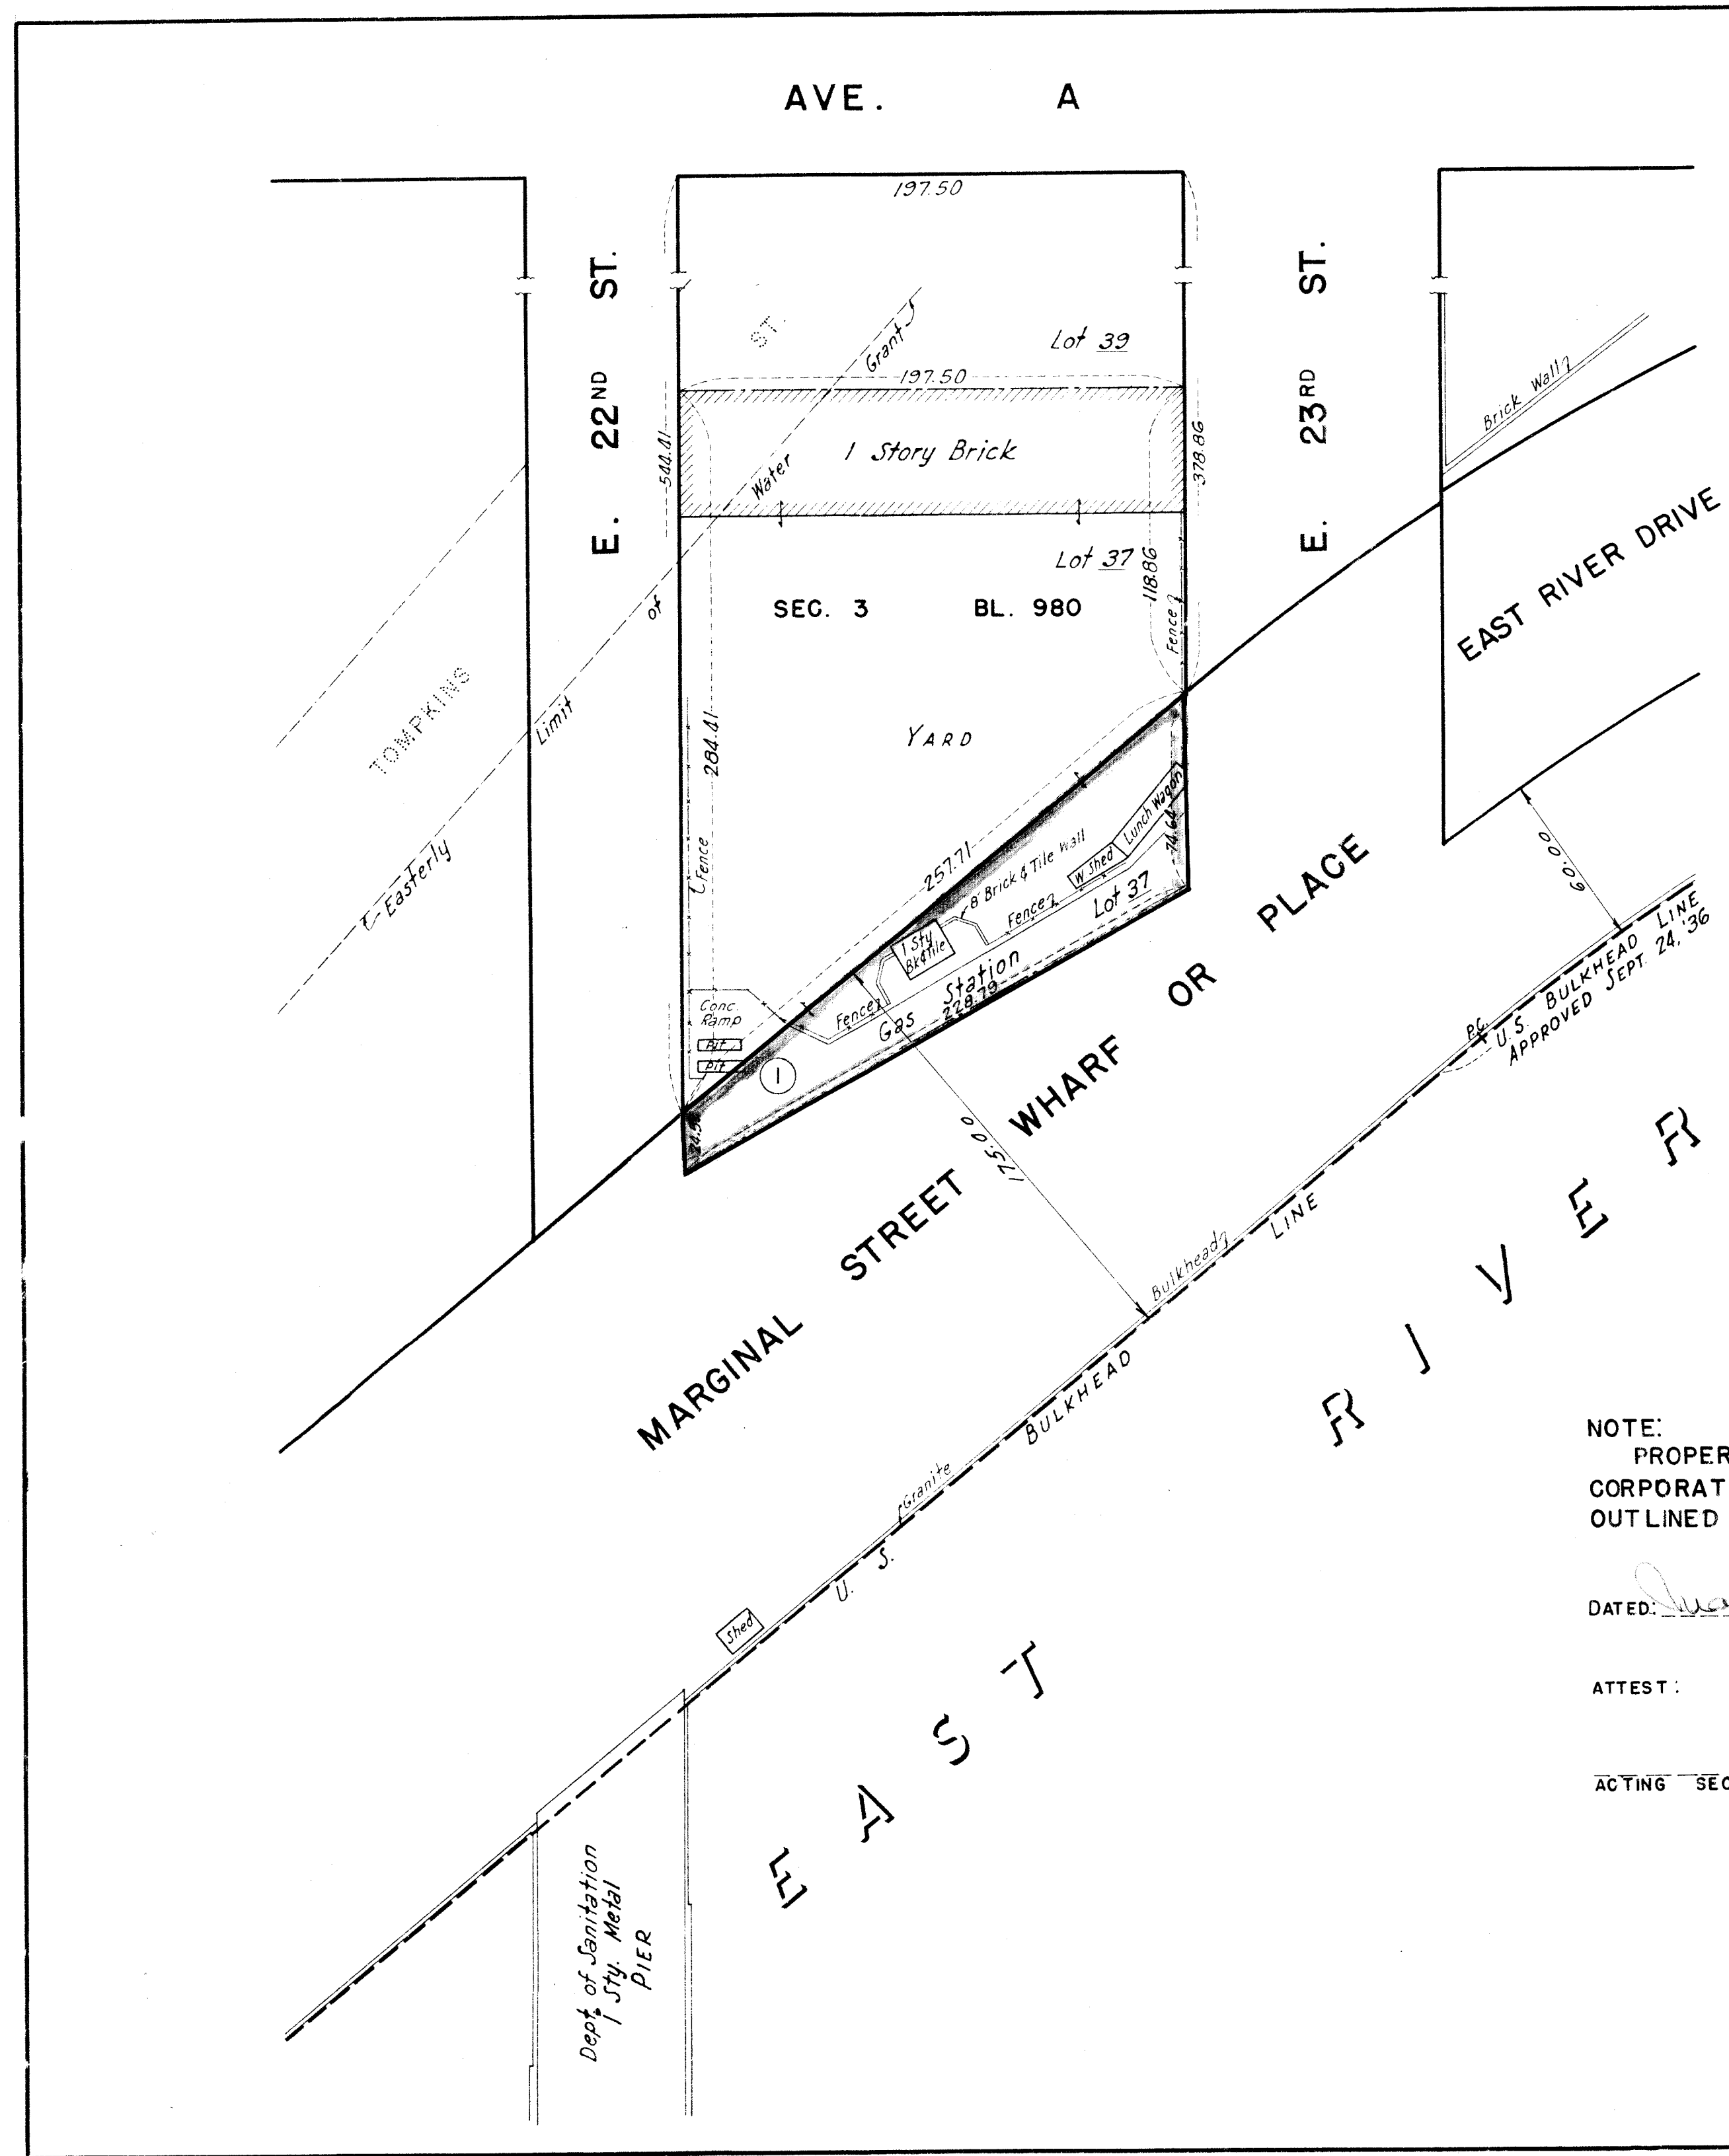 AVE. A
197.50
E. 22ND ST.
E. 23RD ST.
ST.
Grant
Lot 39
197.50
Brick Wall
544.41
Water
1 Story Brick
378.86
EAST RIVER DRIVE
Lot 37
118.86
of
SEC. 3 BL. 980
Fence
TOMPKINS
Limit
284.41
YARD
Easterly
Fence
257.71
8" Brick & Tile Wall
W. Shed
Lunch Wagon
74.64
60.00
Fence
Lot 37
1 Sty
Bk & Tile
Station
Gas
228.79
Fence
Conc.
Ramp
Pit
Pit
1
MARGINAL STREET WHARF OR PLACE
175.00
P.C.
U.S. BULKHEAD LINE
APPROVED SEPT. 24, '36
Granite Bulkhead
U. S. BULKHEAD LINE
EAST RIVER
Shed
Dept. of Sanitation
1 Sty. Metal
PIER
NOTE:
PROPER
CORPORAT
OUTLINED
DATED:
ATTEST:
ACTING SEC